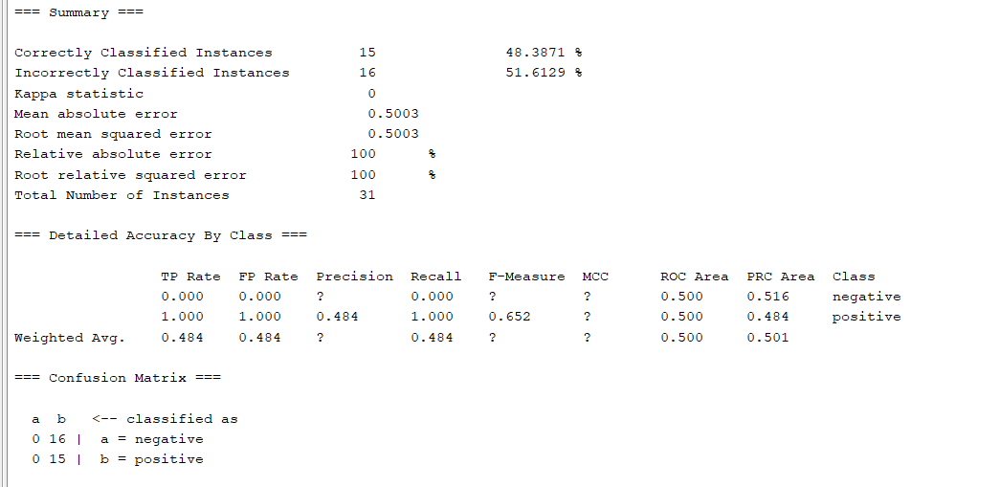 === Summary ===
Correctly Classified Instances          15               48.3871 %
Incorrectly Classified Instances        16               51.6129 %
Kappa statistic                          0
Mean absolute error                      0.5003
Root mean squared error                  0.5003
Relative absolute error                100      %
Root relative squared error            100      %
Total Number of Instances               31
=== Detailed Accuracy By Class ===
                 TP Rate  FP Rate  Precision  Recall   F-Measure  MCC      ROC Area  PRC Area  Class
                 0.000    0.000    ?          0.000    ?          ?        0.500     0.516     negative
                 1.000    1.000    0.484      1.000    0.652      ?        0.500     0.484     positive
Weighted Avg.    0.484    0.484    ?          0.484    ?          ?        0.500     0.501
=== Confusion Matrix ===
  a  b   <-- classified as
  0 16 |  a = negative
  0 15 |  b = positive